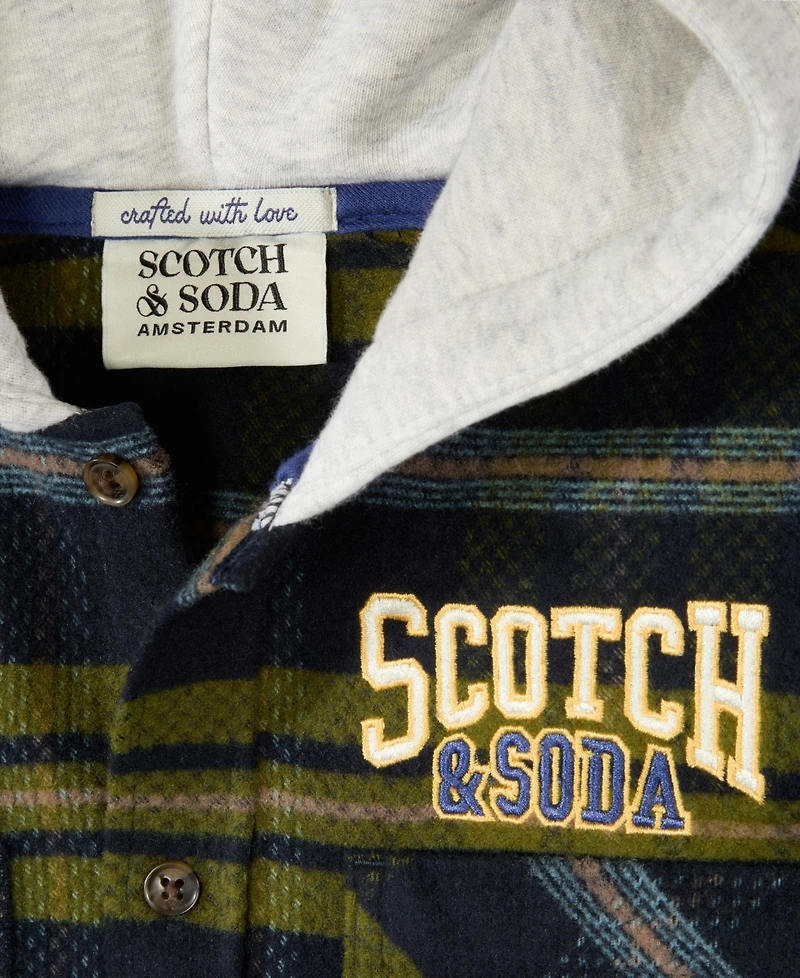 crafted with love
SCOTCH
& SODA
AMSTERDAM
SCOTCH
&SODA